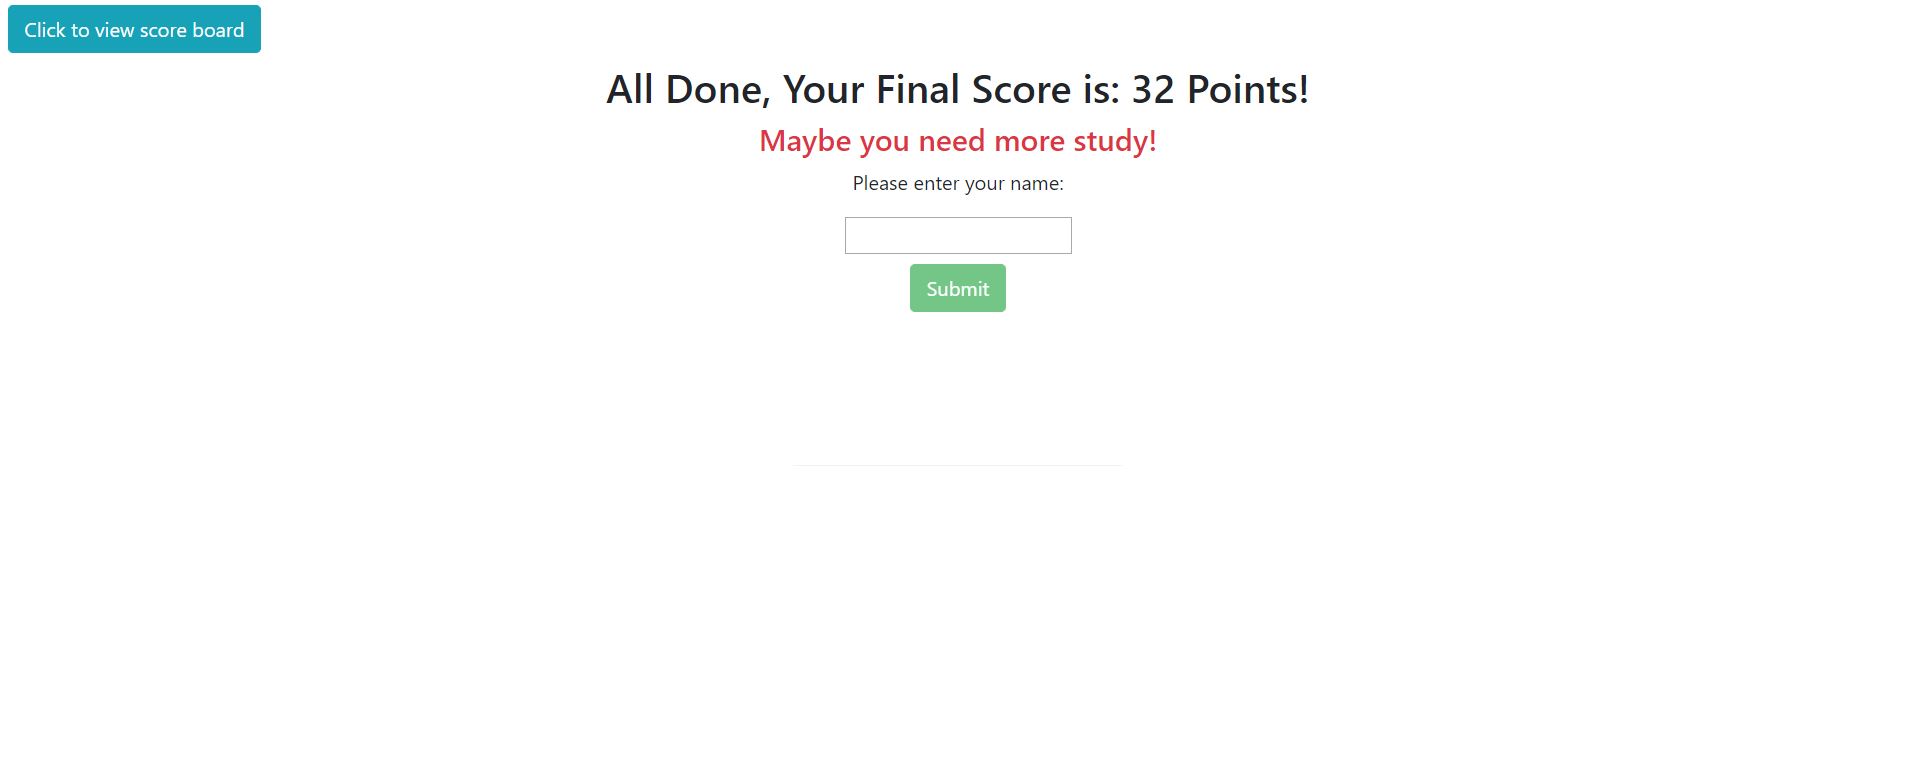 Click to view score board
All Done, Your Final Score is: 32 Points!
Maybe you need more study!
Please enter your name:
Submit